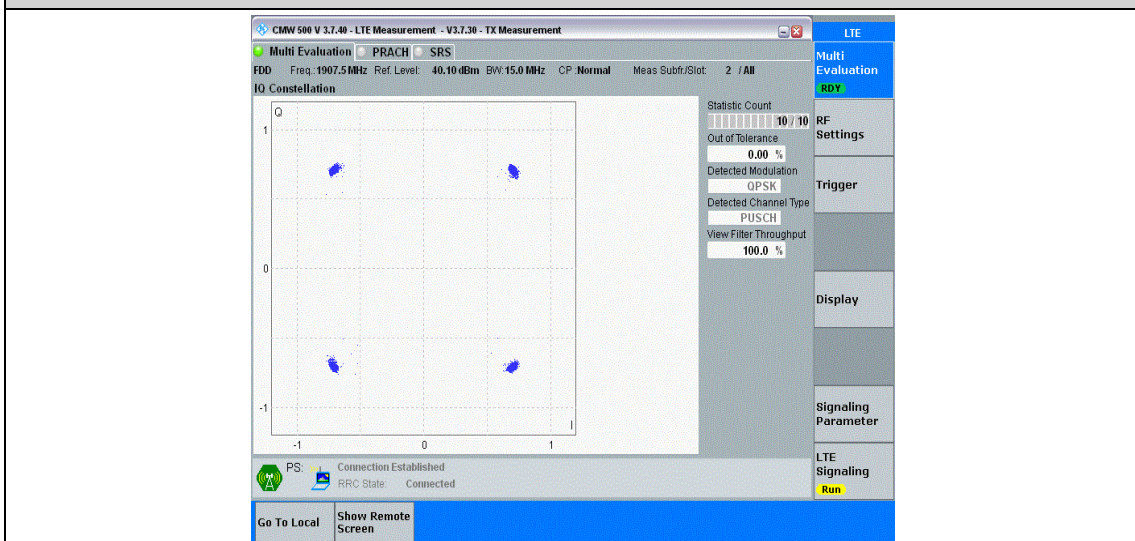 CMW 500 V 3.7.40 - LTE Measurement - V3.7.30 - TX Measurement
LTE
Multi Evaluation PRACH SRS
FDD Freq.: 1907.5 MHz Ref. Level: 40.10 dBm BW: 15.0 MHz CP : Normal Meas Subfr./Slot: 2 / All
IQ Constellation
Q
1
0
-1
-1 0 1
I
Statistic Count
10 / 10
Out of Tolerance
0.00 %
Detected Modulation
QPSK
Detected Channel Type
PUSCH
View Filter Throughput
100.0 %
Multi
Evaluation
RDY
RF
Settings
Trigger
Display
Signaling
Parameter
LTE
Signaling
Run
PS: Connection Established
RRC State: Connected
Go To Local
Show Remote
Screen